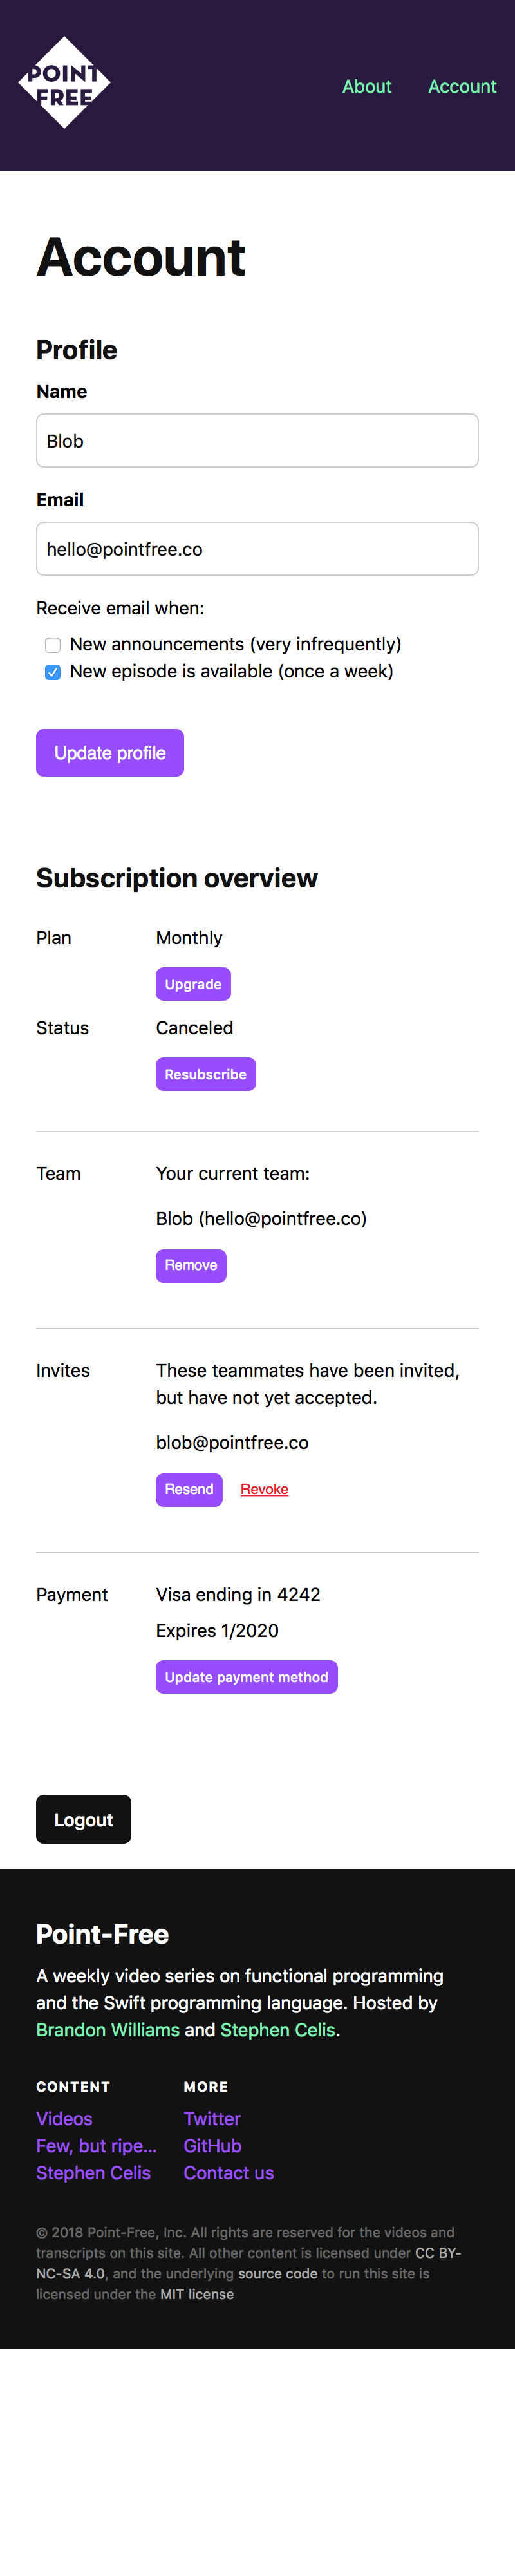 POINT
FREE
About
Account
Account
Profile
Name
Blob
Email
hello@pointfree.co
Receive email when:
New announcements (very infrequently)
New episode is available (once a week)
Update profile
Subscription overview
Plan
Monthly
Upgrade
Status
Canceled
Resubscribe
Team
Your current team:
Blob (hello@pointfree.co)
Remove
Invites
These teammates have been invited,
but have not yet accepted.
blob@pointfree.co
Resend
Revoke
Payment
Visa ending in 4242
Expires 1/2020
Update payment method
Logout
Point-Free
A weekly video series on functional programming
and the Swift programming language. Hosted by
Brandon Williams and Stephen Celis.
CONTENT
Videos
Few, but ripe...
Stephen Celis
MORE
Twitter
GitHub
Contact us
© 2018 Point-Free, Inc. All rights are reserved for the videos and
transcripts on this site. All other content is licensed under CC BY-
NC-SA 4.0, and the underlying source code to run this site is
licensed under the MIT license